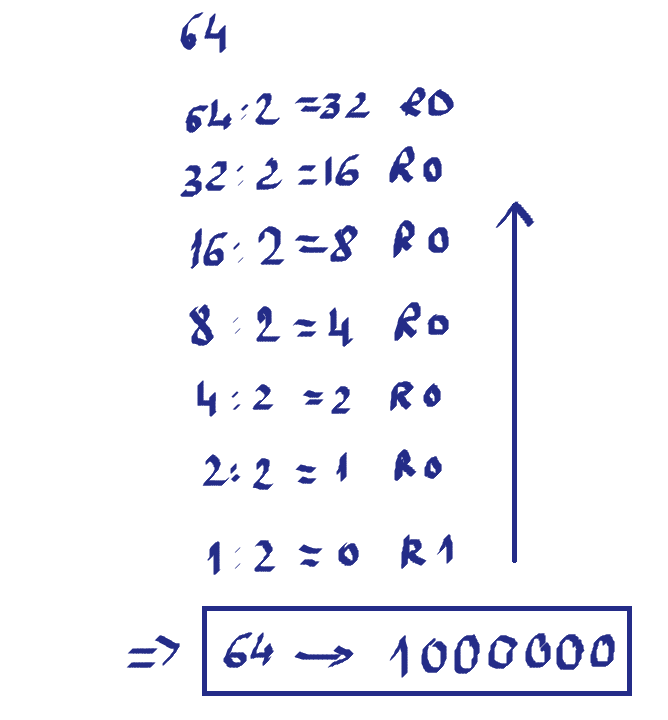 64
64 : 2 = 32 R0
32 : 2 = 16 R0
16 : 2 = 8 R0
8 : 2 = 4 R0
4 : 2 = 2 R0
2 : 2 = 1 R0
1 : 2 = 0 R1
=> 64 → 1000000